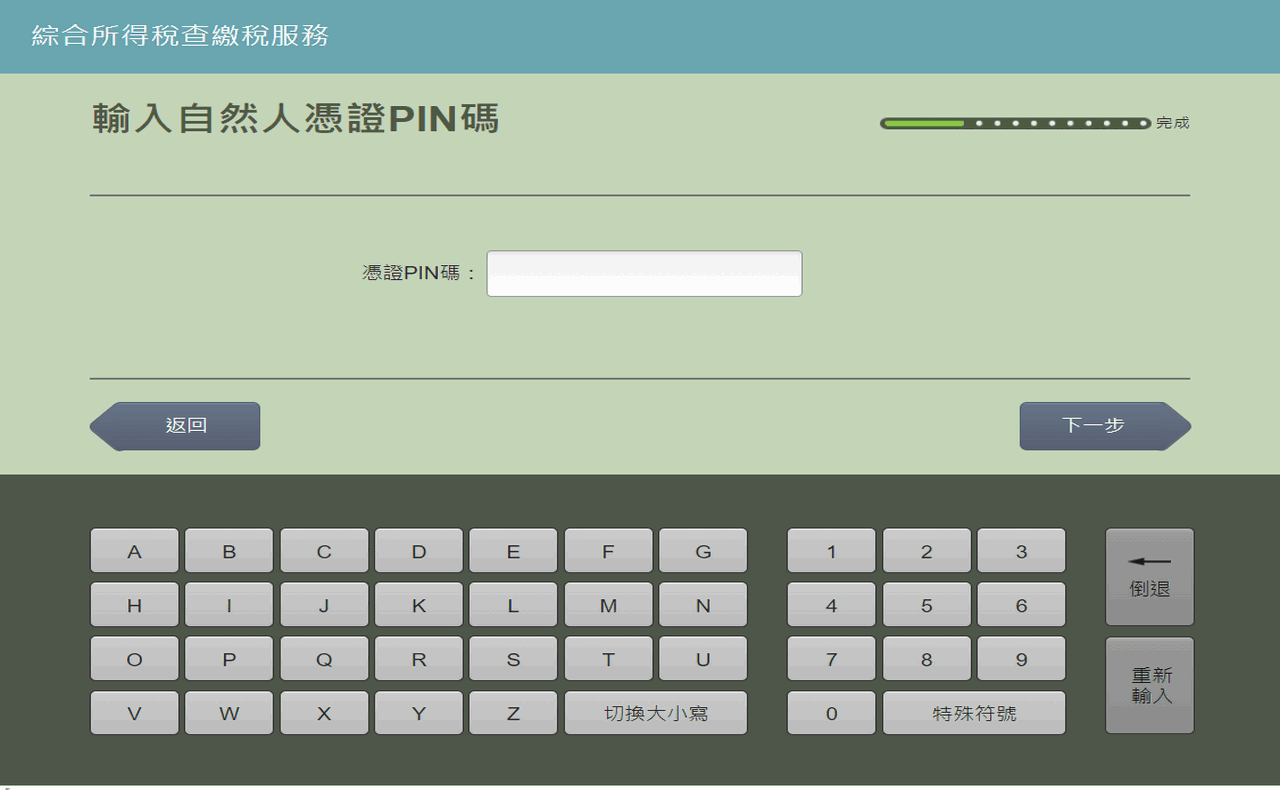 綜合所得稅查繳稅服務
輸入自然人憑證PIN碼
完成
憑證PIN碼：
返回
下一步
A B C D E F G 1 2 3
倒退
H I J K L M N 4 5 6
O P Q R S T U 7 8 9
重新
輸入
V W X Y Z 切換大小寫 0 特殊符號